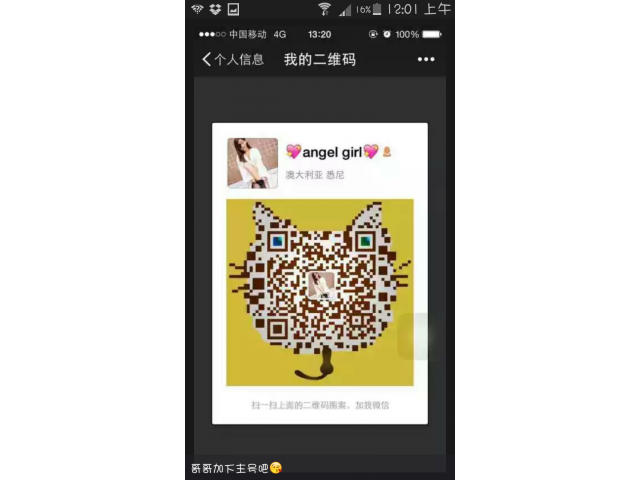 16% 12:01 上午
中国移动 4G 13:20 100%
个人信息 我的二维码
angel girl
澳大利亚 悉尼
扫一扫上面的二维码图案，加我微信
哥哥加下主号吧